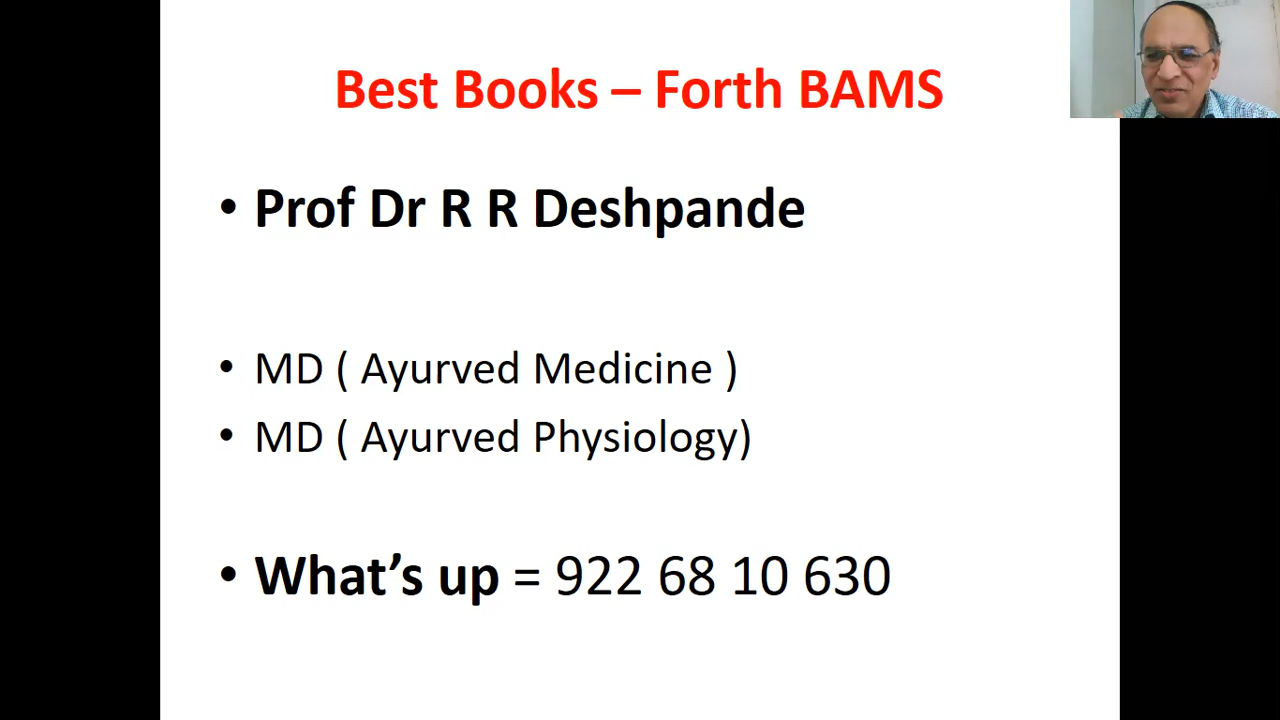 Best Books – Forth BAMS
• Prof Dr R R Deshpande
• MD ( Ayurved Medicine )
• MD ( Ayurved Physiology)
• What’s up = 922 68 10 630